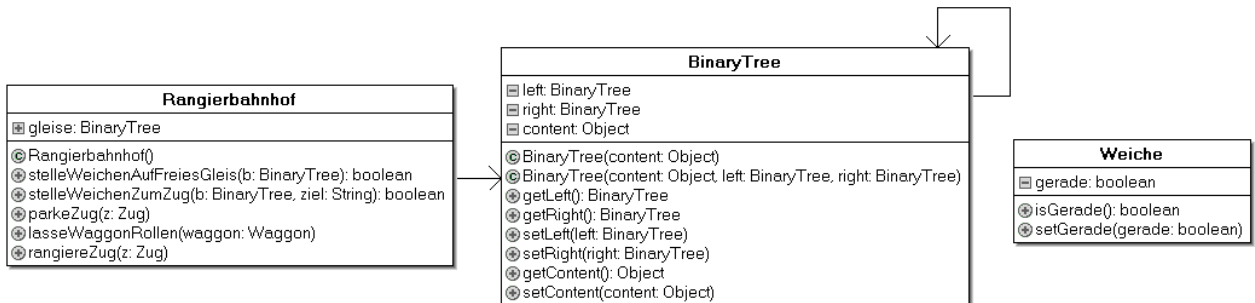 Rangierbahnhof
gleise: BinaryTree
Rangierbahnhof()
stelleWeichenAufFreiesGleis(b: BinaryTree): boolean
stelleWeichenZumZug(b: BinaryTree, ziel: String): boolean
parkeZug(z: Zug)
lasseWaggonRollen(waggon: Waggon)
rangiereZug(z: Zug)
BinaryTree
left: BinaryTree
right: BinaryTree
content: Object
BinaryTree(content: Object)
BinaryTree(content: Object, left: BinaryTree, right: BinaryTree)
getLeft(): BinaryTree
getRight(): BinaryTree
setLeft(left: BinaryTree)
setRight(right: BinaryTree)
getContent(): Object
setContent(content: Object)
Weiche
gerade: boolean
isGerade(): boolean
setGerade(gerade: boolean)